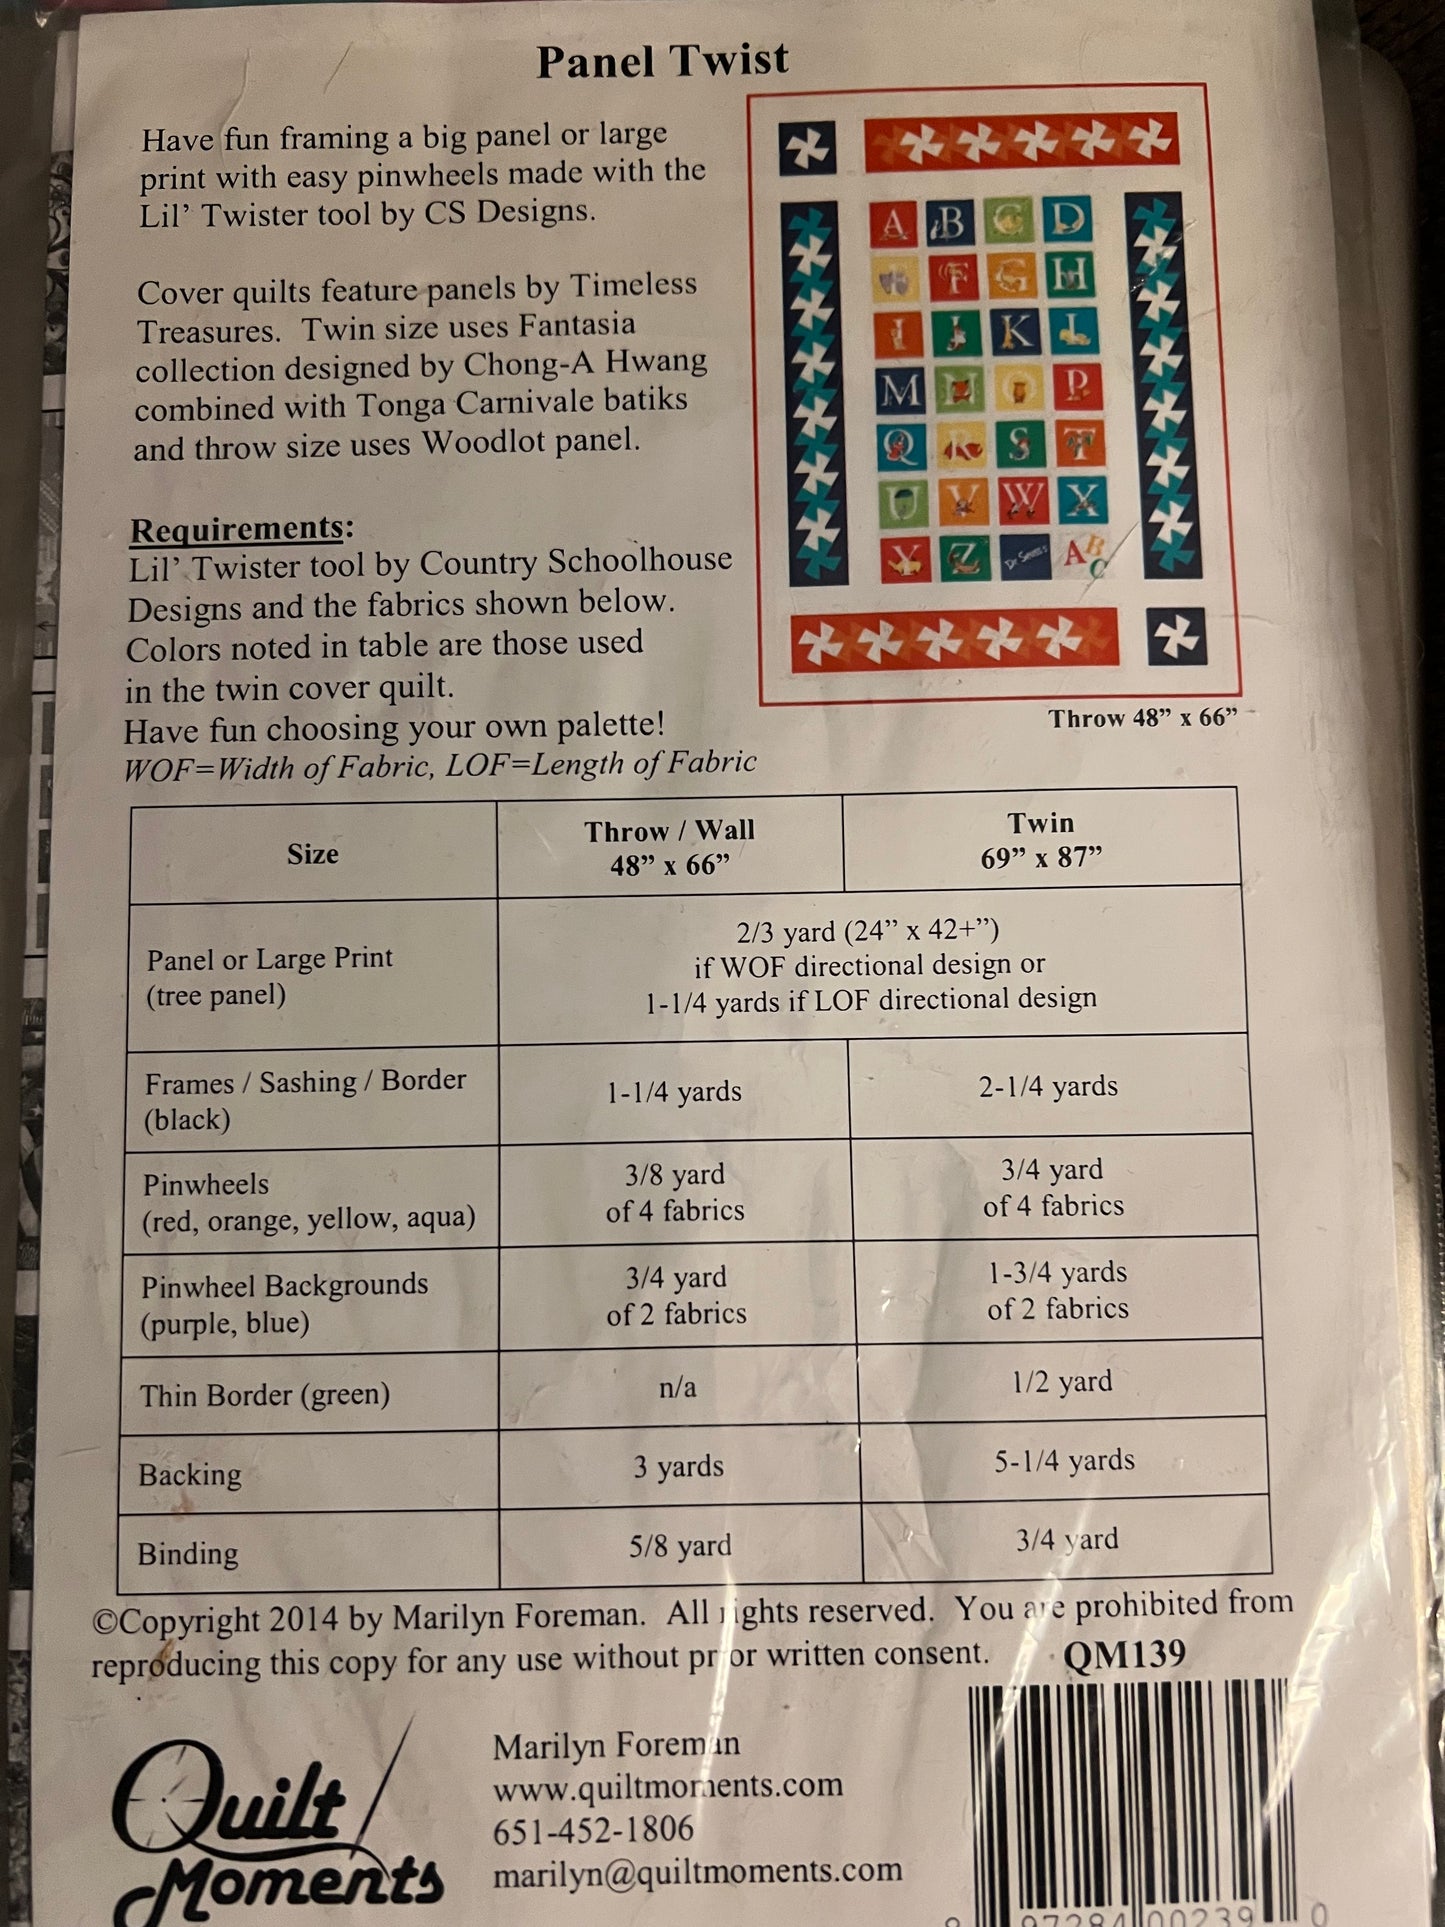 Panel Twist
Have fun framing a big panel or large
print with easy pinwheels made with the
Lil’ Twister tool by CS Designs.
Cover quilts feature panels by Timeless
Treasures. Twin size uses Fantasia
collection designed by Chong-A Hwang
combined with Tonga Carnivale batiks
and throw size uses Woodlot panel.
Requirements:
Lil’ Twister tool by Country Schoolhouse
Designs and the fabrics shown below.
Colors noted in table are those used
in the twin cover quilt.
Have fun choosing your own palette!
WOF=Width of Fabric, LOF=Length of Fabric
A B C D
F G H
I J K L
M N O P
Q R S T
U V W X
Y Z Dr. Seuss's ABC
Throw 48” x 66”
Size
Throw / Wall
48” x 66”
Twin
69” x 87”
Panel or Large Print
(tree panel)
2/3 yard (24” x 42+”)
if WOF directional design or
1-1/4 yards if LOF directional design
Frames / Sashing / Border
(black)
1-1/4 yards
2-1/4 yards
Pinwheels
(red, orange, yellow, aqua)
3/8 yard
of 4 fabrics
3/4 yard
of 4 fabrics
Pinwheel Backgrounds
(purple, blue)
3/4 yard
of 2 fabrics
1-3/4 yards
of 2 fabrics
Thin Border (green)
n/a
1/2 yard
Backing
3 yards
5-1/4 yards
Binding
5/8 yard
3/4 yard
©Copyright 2014 by Marilyn Foreman. All rights reserved. You are prohibited from
reproducing this copy for any use without prior written consent. QM139
Quilt
Moments
Marilyn Foreman
www.quiltmoments.com
651-452-1806
marilyn@quiltmoments.com
97284 00239 0